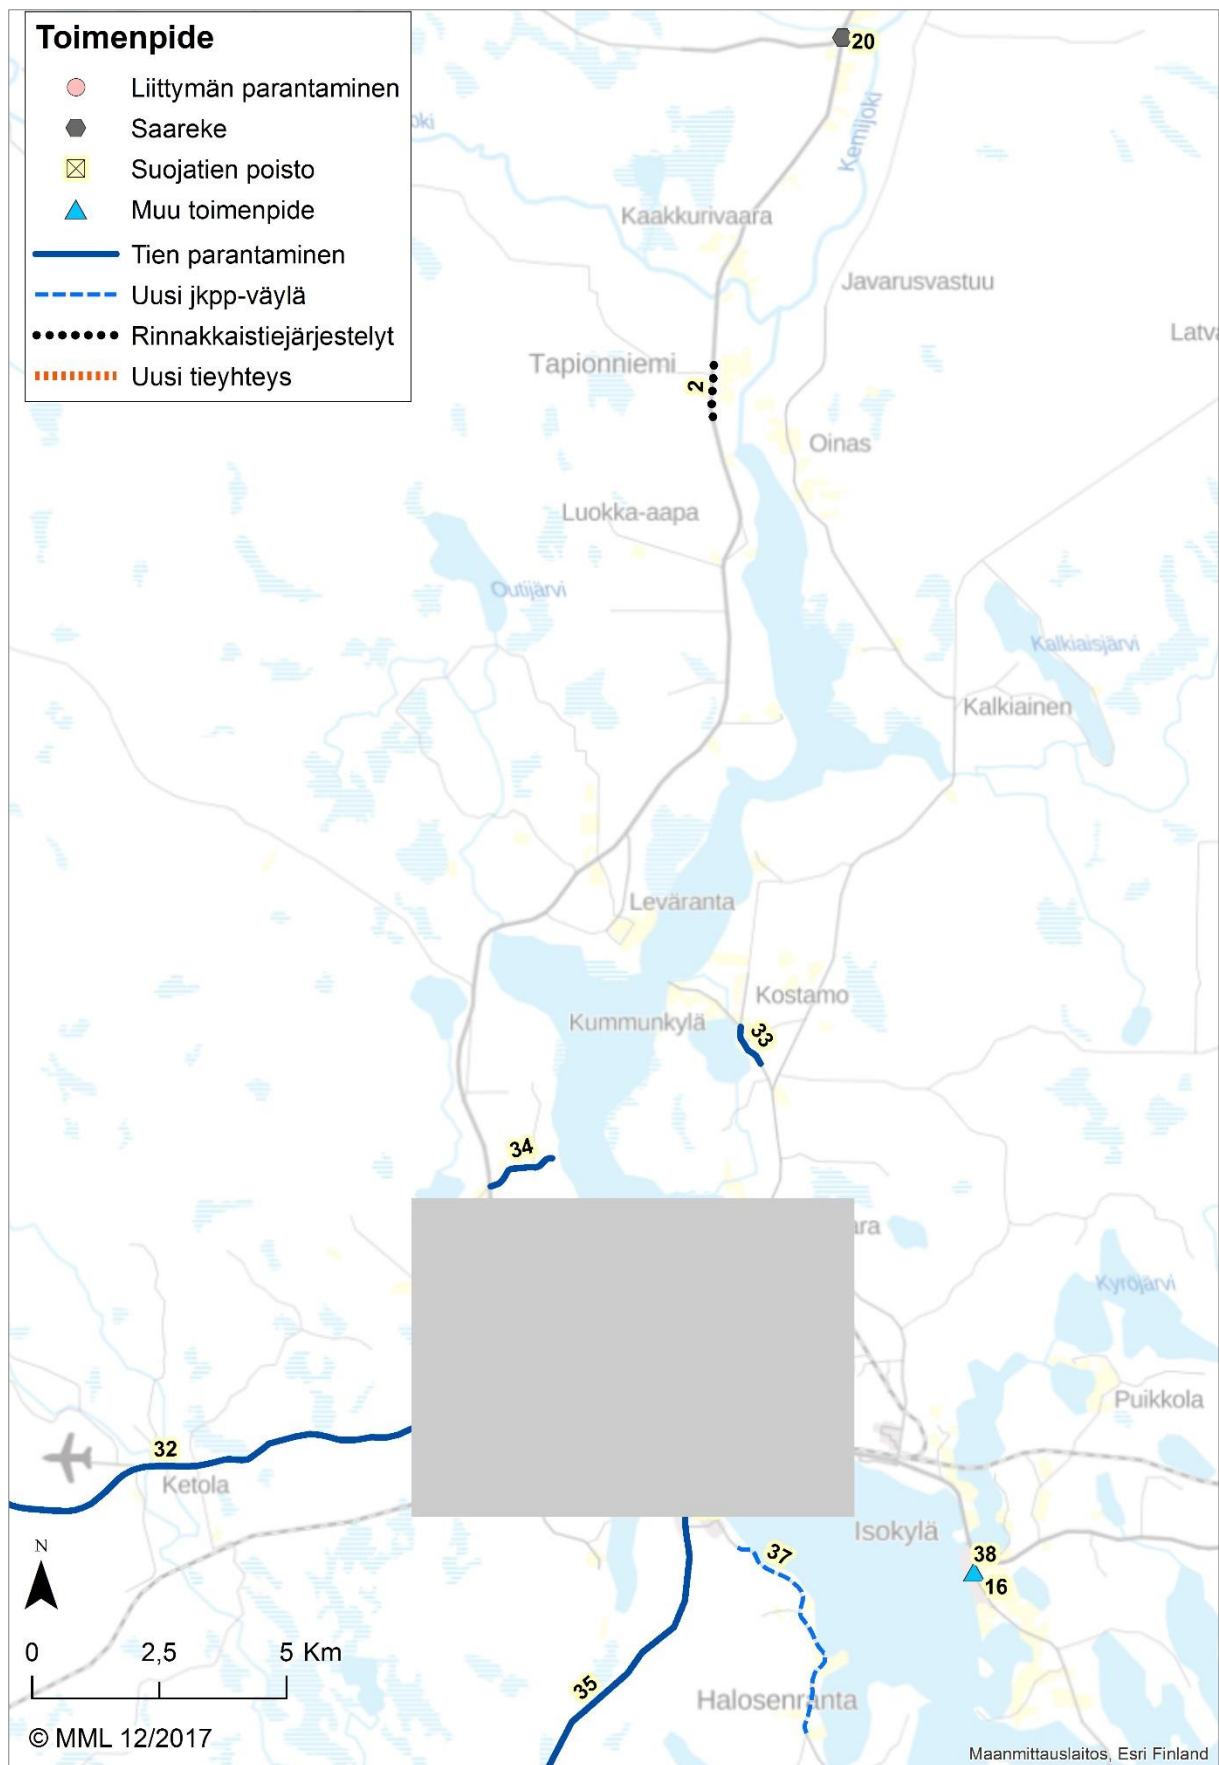 Toimenpide
Liittymän parantaminen
Saareke
Suojatien poisto
Muu toimenpide
Tien parantaminen
Uusi jkpp-väylä
Rinnakkaistiejärjestelyt
Uusi tieyhteys
20
Kemijoki
Kaakkurivaara
Javarusvastuu
Tapionniemi
2
Oinas
Luokka-aapa
Outijärvi
Kalkiaisjärvi
Kalkiainen
Leväranta
Kostamo
Kummunkylä
33
34
Kyröjärvi
Puikkola
32
Ketola
Isokylä
37
38
16
N
0 2,5 5 Km
35
Halosenranta
© MML 12/2017
Maanmittauslaitos, Esri Finland